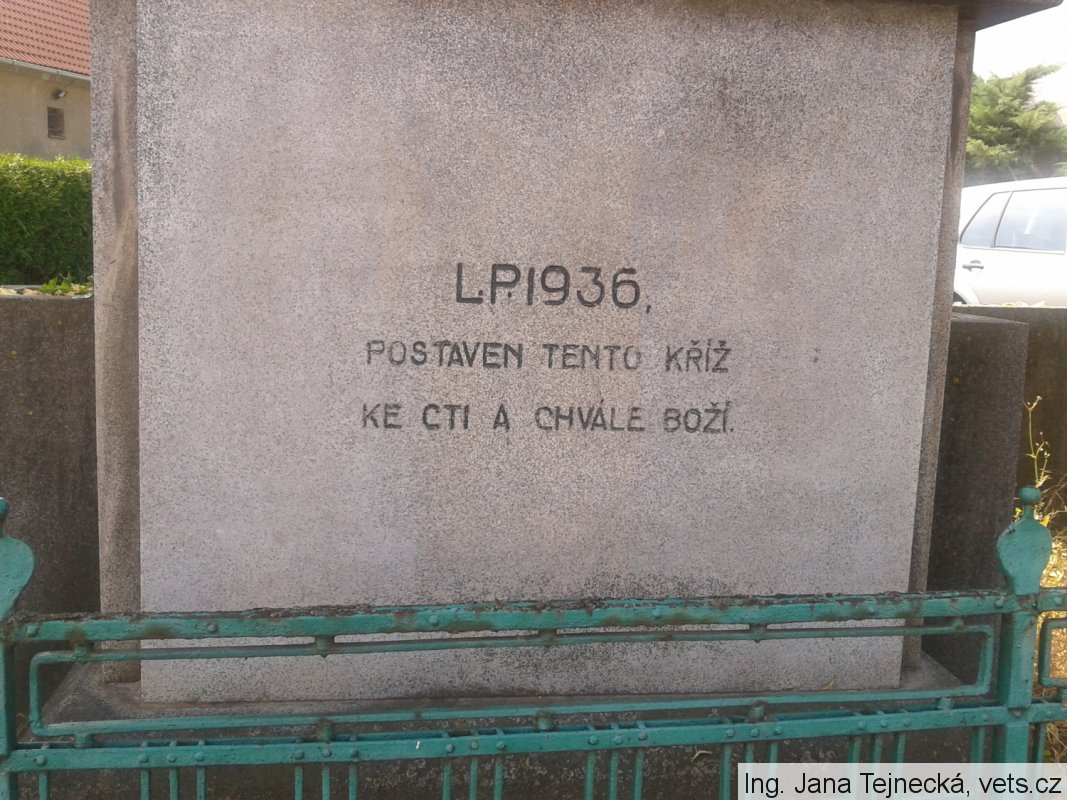 L.P.1936,
POSTAVEN TENTO KŘÍŽ
KE CTI A CHVÁLE BOŽÍ.
Ing. Jana Tejnecká, vets.cz